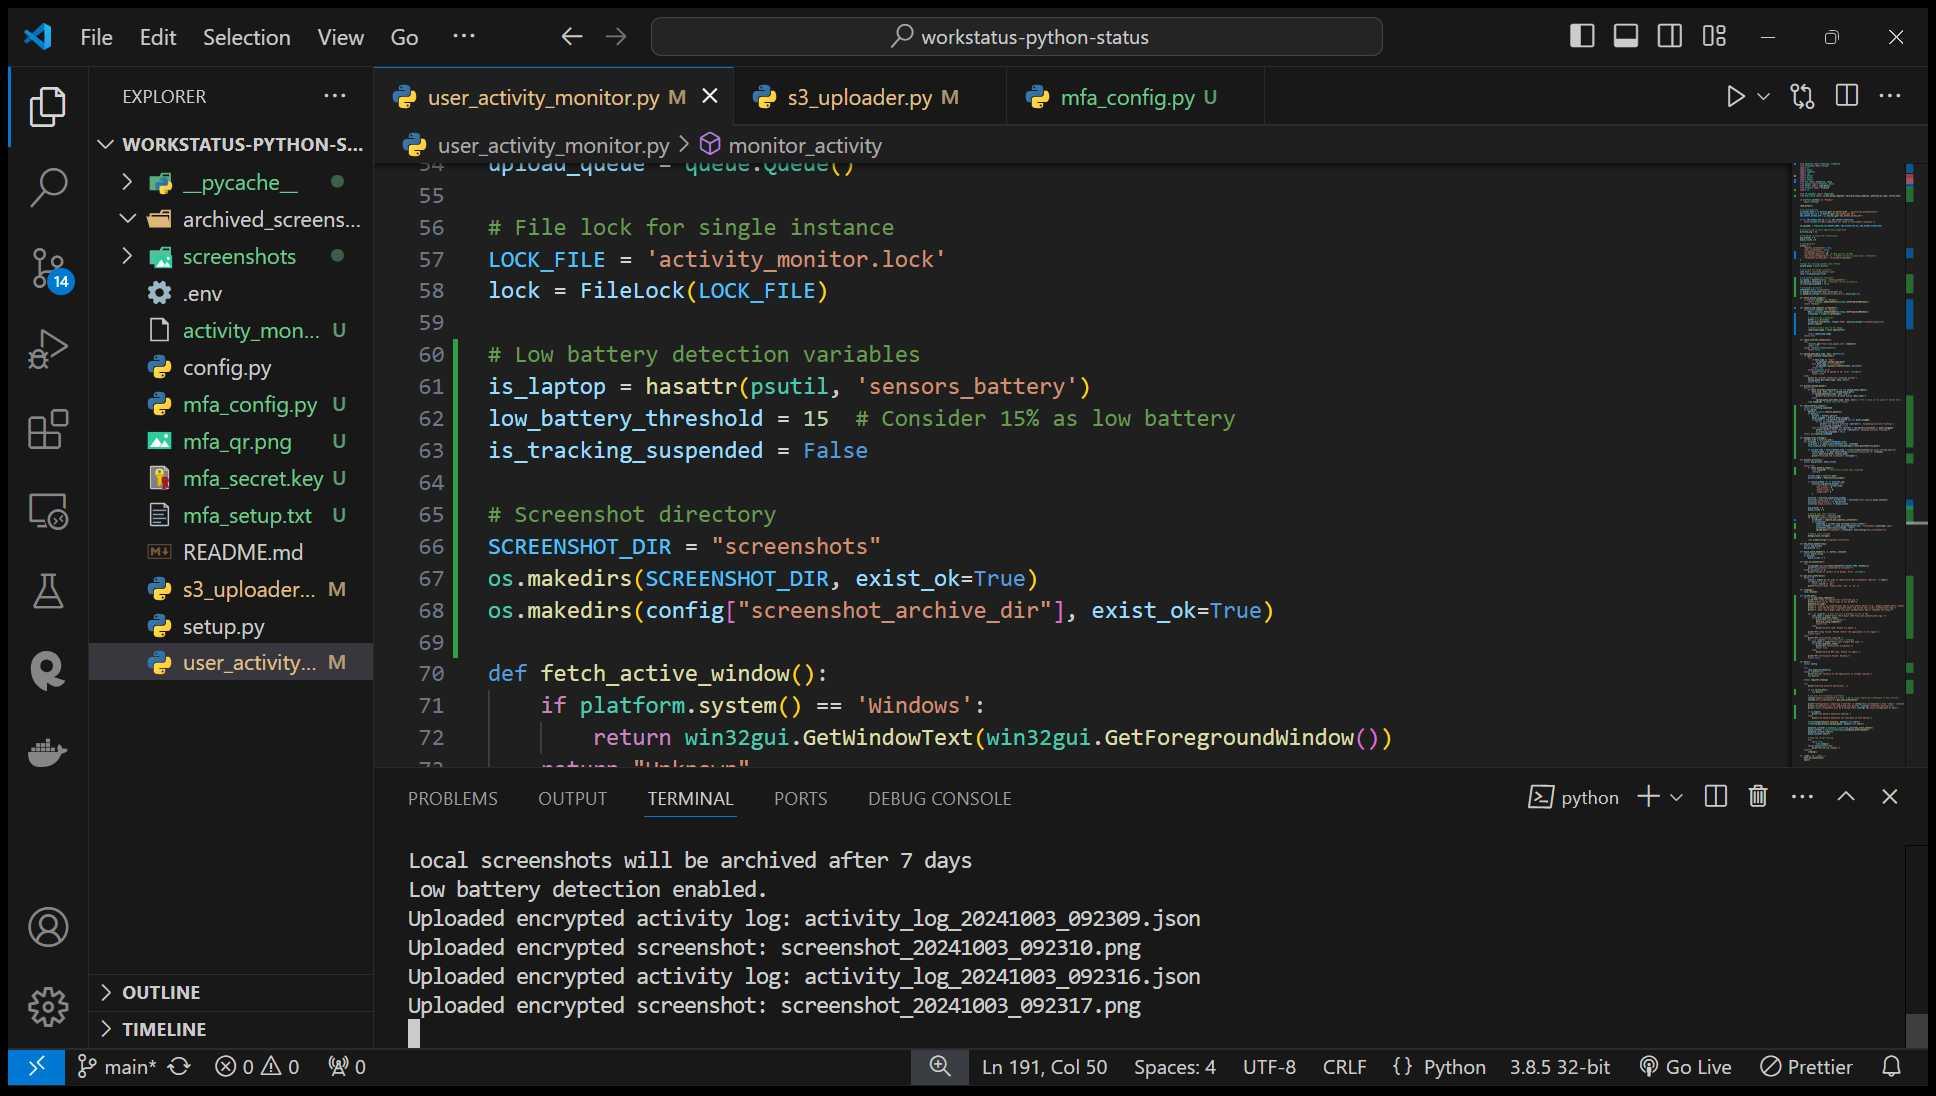 File Edit Selection View Go ··· workstatus-python-status
EXPLORER ···
user_activity_monitor.py M
s3_uploader.py M
mfa_config.py U
user_activity_monitor.py > monitor_activity
WORKSTATUS-PYTHON-S...
__pycache__
archived_screens...
screenshots
.env
activity_mon... U
config.py
mfa_config.py U
mfa_qr.png U
mfa_secret.key U
mfa_setup.txt U
README.md
s3_uploader... M
setup.py
user_activity... M
OUTLINE
TIMELINE
14
54 upload_queue = queue.Queue()
55
56 # File lock for single instance
57 LOCK_FILE = 'activity_monitor.lock'
58 lock = FileLock(LOCK_FILE)
59
60 # Low battery detection variables
61 is_laptop = hasattr(psutil, 'sensors_battery')
62 low_battery_threshold = 15  # Consider 15% as low battery
63 is_tracking_suspended = False
64
65 # Screenshot directory
66 SCREENSHOT_DIR = "screenshots"
67 os.makedirs(SCREENSHOT_DIR, exist_ok=True)
68 os.makedirs(config["screenshot_archive_dir"], exist_ok=True)
69
70 def fetch_active_window():
71     if platform.system() == 'Windows':
72         return win32gui.GetWindowText(win32gui.GetForegroundWindow())
73     return "Unknown"
PROBLEMS OUTPUT TERMINAL PORTS DEBUG CONSOLE python
Local screenshots will be archived after 7 days
Low battery detection enabled.
Uploaded encrypted activity log: activity_log_20241003_092309.json
Uploaded encrypted screenshot: screenshot_20241003_092310.png
Uploaded encrypted activity log: activity_log_20241003_092316.json
Uploaded encrypted screenshot: screenshot_20241003_092317.png
main* 0 0 0 Ln 191, Col 50 Spaces: 4 UTF-8 CRLF {} Python 3.8.5 32-bit Go Live Prettier